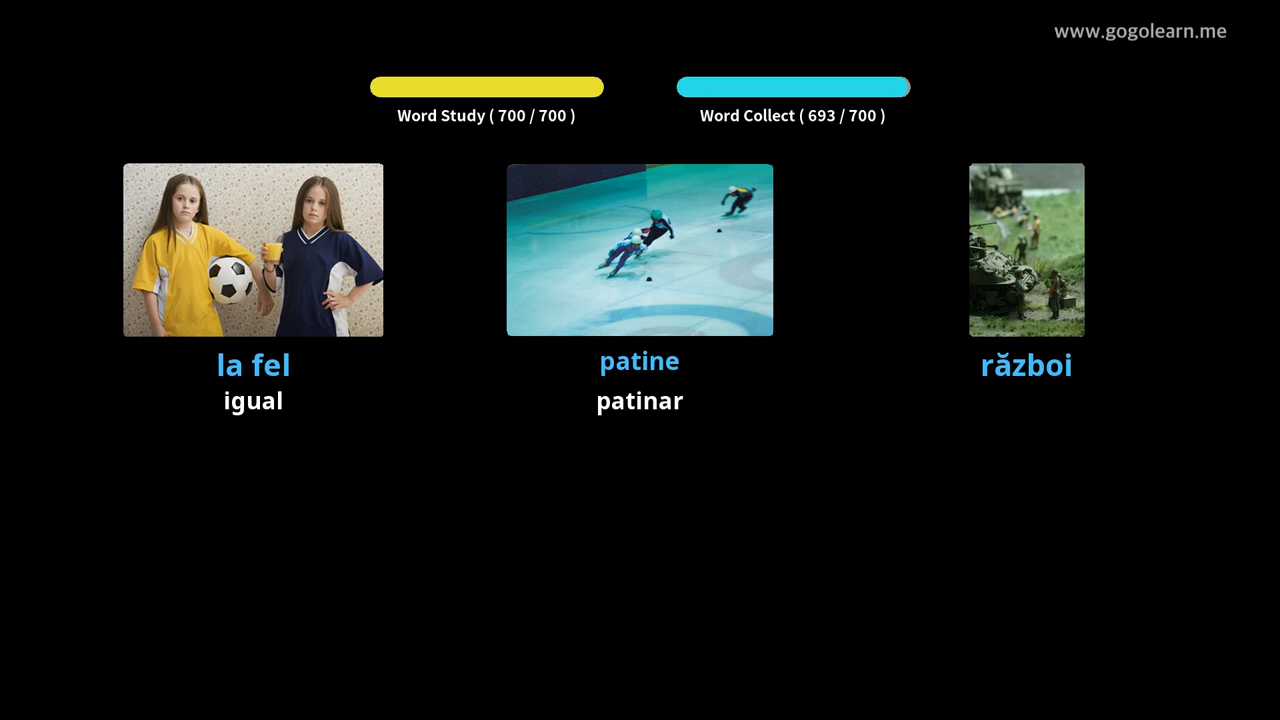 www.gogolearn.me
Word Study ( 700 / 700 )
Word Collect ( 693 / 700 )
la fel
igual
patine
patinar
război